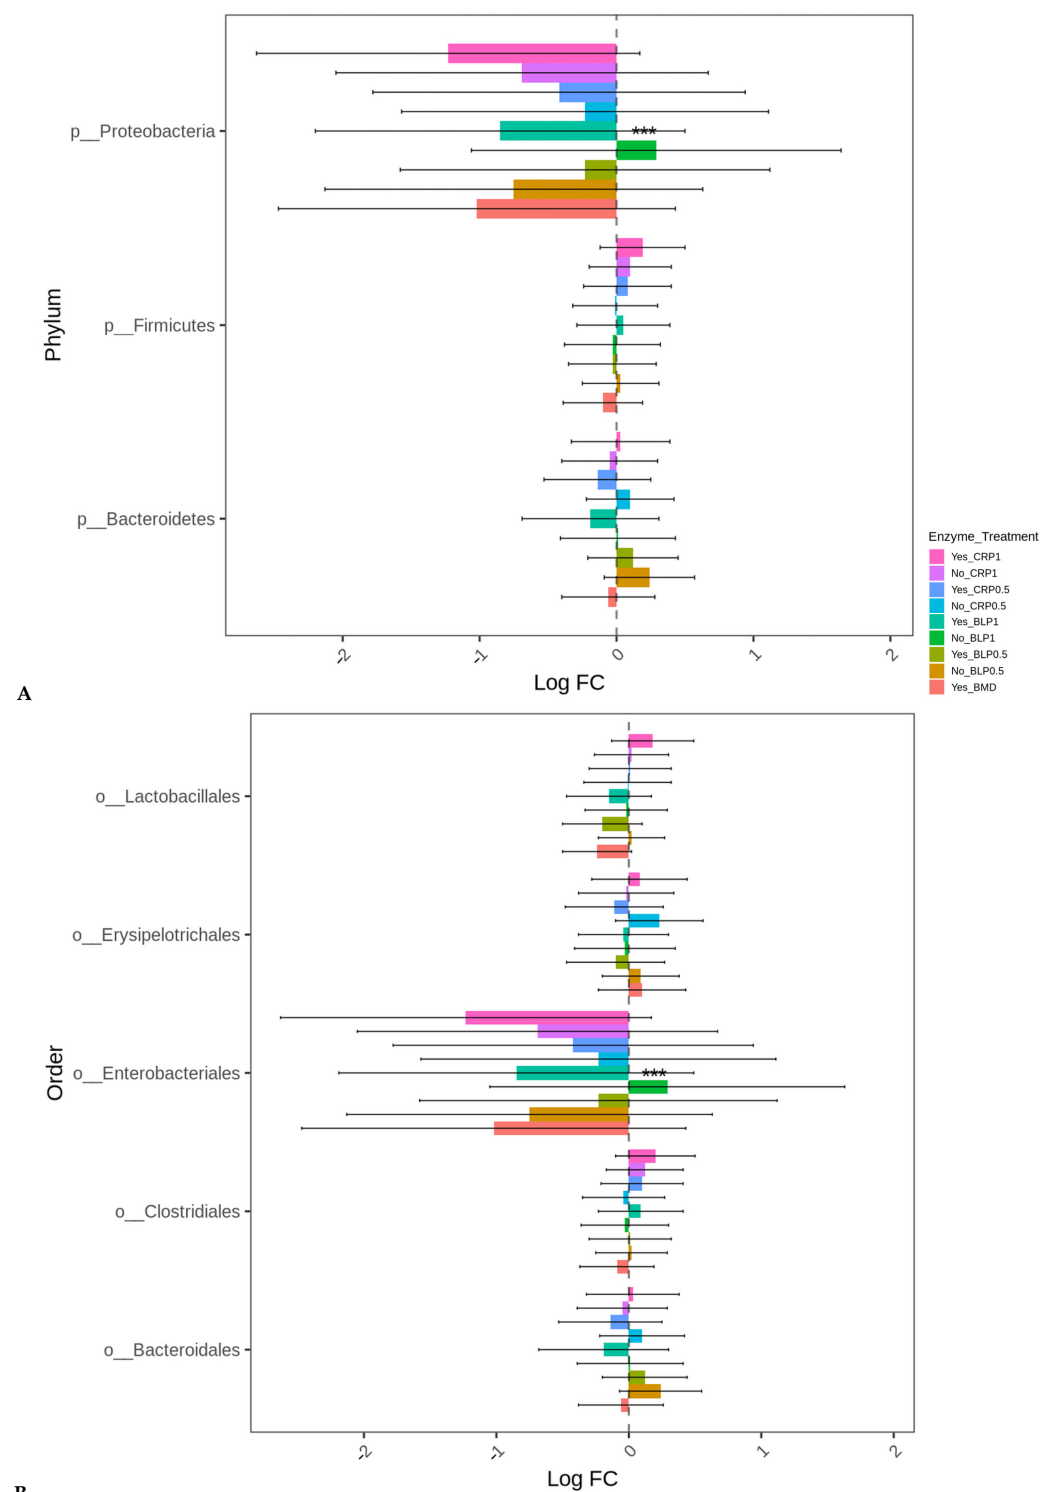 ***
p__Proteobacteria
p__Firmicutes
p__Bacteroidetes
Phylum
-2 -1 0 1 2
Log FC
Enzyme_Treatment
Yes_CRP1
No_CRP1
Yes_CRP0.5
No_CRP0.5
Yes_BLP1
No_BLP1
Yes_BLP0.5
No_BLP0.5
Yes_BMD
A
o__Lactobacillales
o__Erysipelotrichales
o__Enterobacteriales
***
o__Clostridiales
o__Bacteroidales
Order
-2 -1 0 1 2
Log FC
B